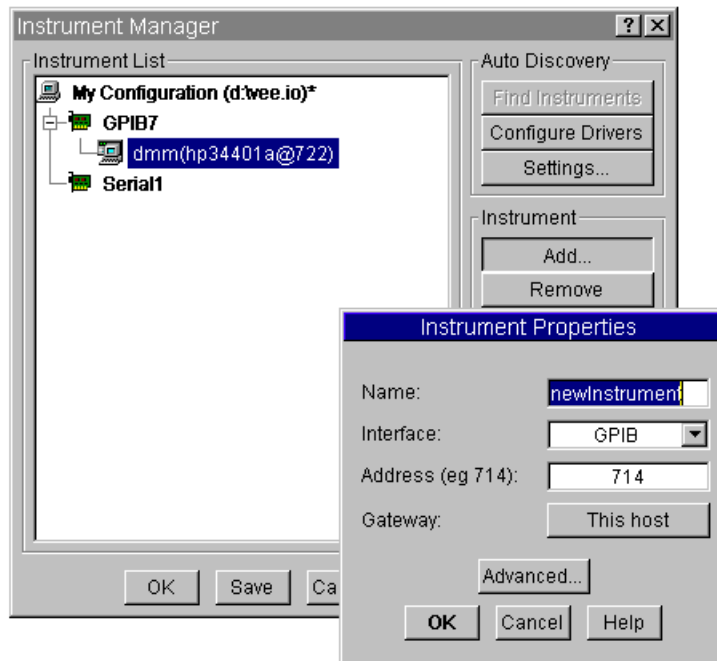 Instrument Manager
Instrument List
My Configuration (d:\vee.io)*
GPIB7
dmm(hp34401a@722)
Serial1
Auto Discovery
Find Instruments
Configure Drivers
Settings...
Instrument
Add...
Remove
OK
Save
Ca
Instrument Properties
Name:
newInstrument
Interface:
GPIB
Address (eg 714):
714
Gateway:
This host
Advanced...
OK
Cancel
Help